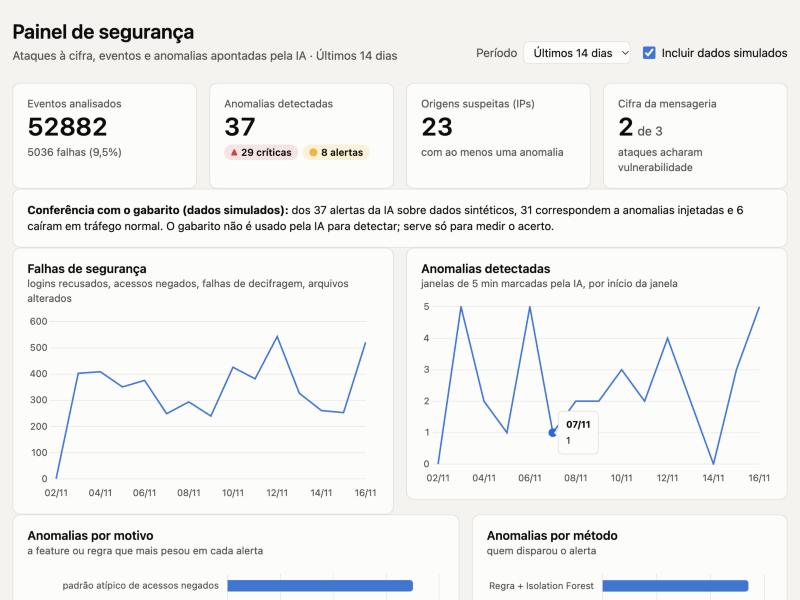 Painel de segurança
Ataques à cifra, eventos e anomalias apontadas pela IA · Últimos 14 dias
Período
Últimos 14 dias
Incluir dados simulados
Eventos analisados
52882
5036 falhas (9,5%)
Anomalias detectadas
37
29 críticas
8 alertas
Origens suspeitas (IPs)
23
com ao menos uma anomalia
Cifra da mensageria
2 de 3
ataques acharam
vulnerabilidade
Conferência com o gabarito (dados simulados): dos 37 alertas da IA sobre dados sintéticos, 31 correspondem a anomalias injetadas e 6
caíram em tráfego normal. O gabarito não é usado pela IA para detectar; serve só para medir o acerto.
Falhas de segurança
logins recusados, acessos negados, falhas de decifragem, arquivos
alterados
600
500
400
300
200
100
0
02/11 04/11 06/11 08/11 10/11 12/11 14/11 16/11
Anomalias detectadas
janelas de 5 min marcadas pela IA, por início da janela
5
4
3
2
1
0
07/11
1
02/11 04/11 06/11 08/11 10/11 12/11 14/11 16/11
Anomalias por motivo
a feature ou regra que mais pesou em cada alerta
padrão atípico de acessos negados
Anomalias por método
quem disparou o alerta
Regra + Isolation Forest